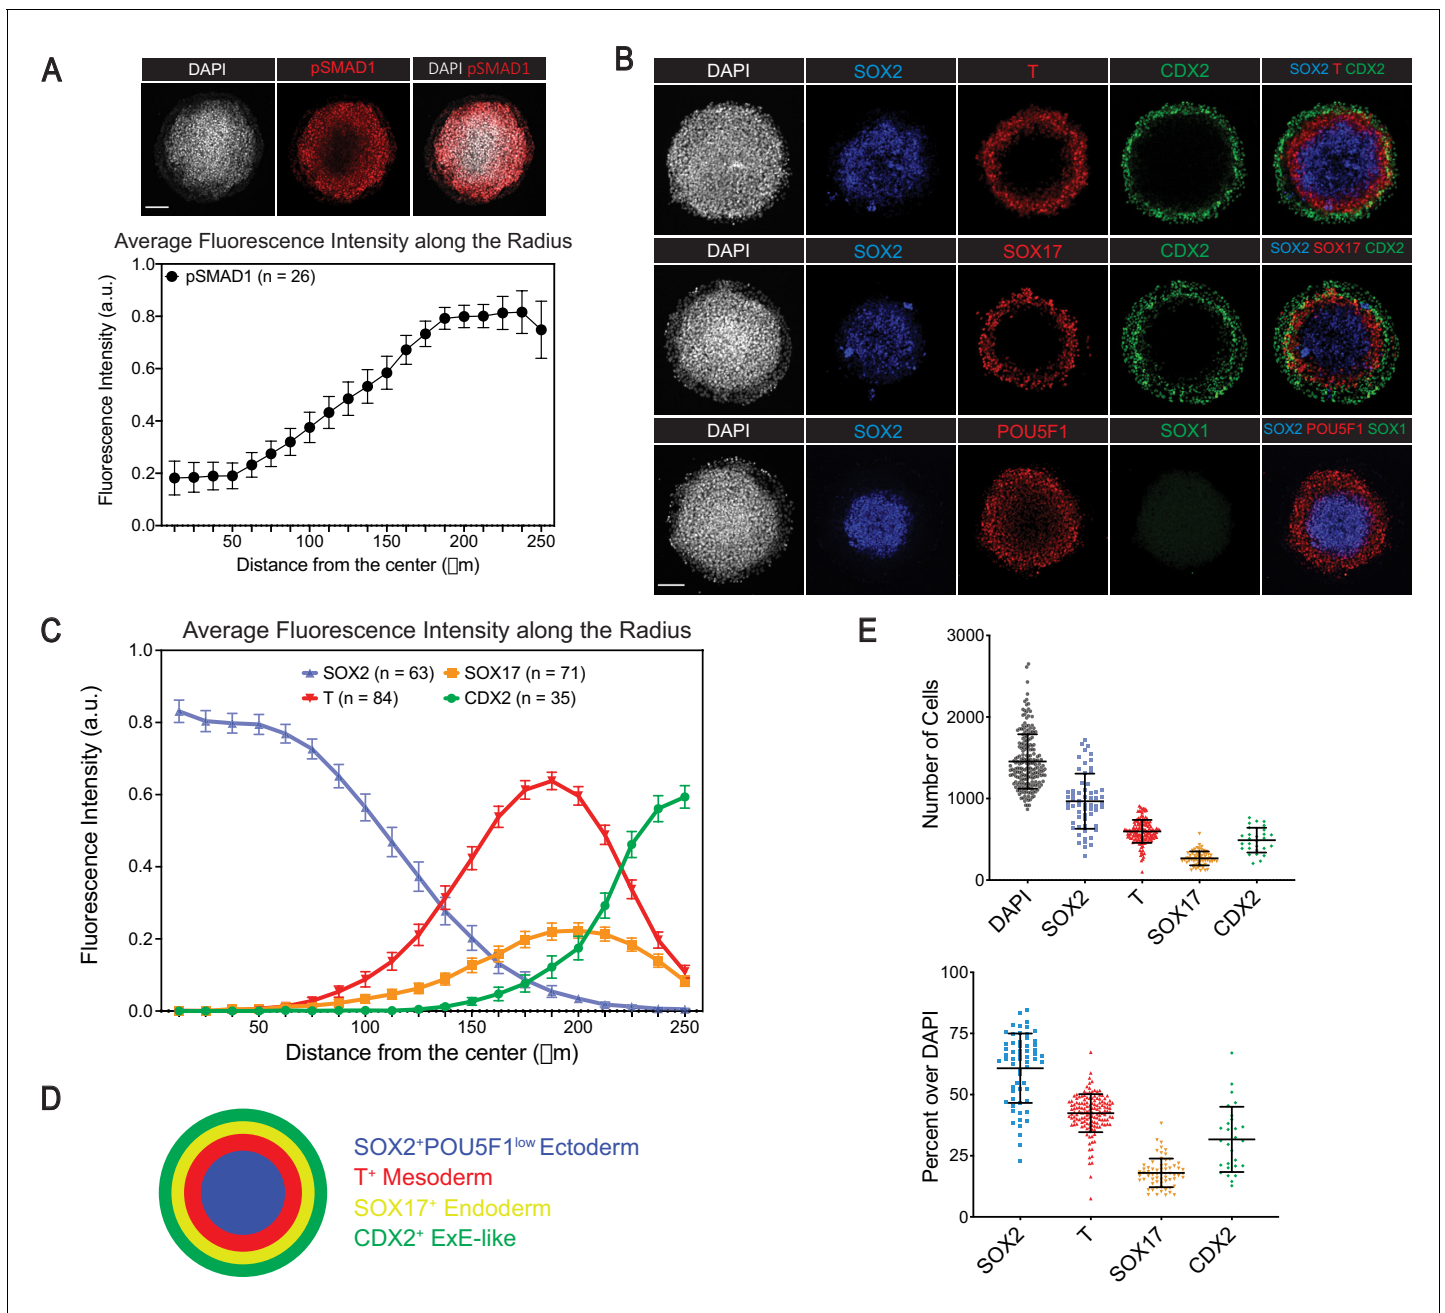 A
DAPI
pSMAD1
DAPI pSMAD1
Average Fluorescence Intensity along the Radius
Fluorescence Intensity (a.u.)
1.0
0.8
0.6
0.4
0.2
0.0
pSMAD1 (n = 26)
50
100
150
200
250
Distance from the center (□m)
B
DAPI
SOX2
T
CDX2
SOX2 T CDX2
DAPI
SOX2
SOX17
CDX2
SOX2 SOX17 CDX2
DAPI
SOX2
POU5F1
SOX1
SOX2 POU5F1 SOX1
C
Average Fluorescence Intensity along the Radius
Fluorescence Intensity (a.u.)
1.0
0.8
0.6
0.4
0.2
0.0
SOX2 (n = 63)
SOX17 (n = 71)
T (n = 84)
CDX2 (n = 35)
50
100
150
200
250
Distance from the center (□m)
D
SOX2⁺POU5F1ˡᵒʷ Ectoderm
T⁺ Mesoderm
SOX17⁺ Endoderm
CDX2⁺ ExE-like
E
Number of Cells
3000
2000
1000
0
DAPI
SOX2
T
SOX17
CDX2
Percent over DAPI
100
75
50
25
0
SOX2
T
SOX17
CDX2